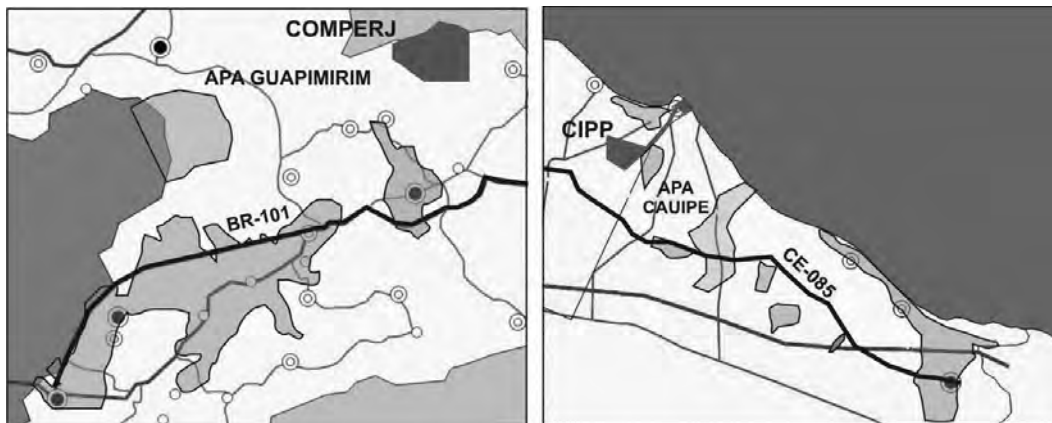 COMPERJ
APA GUAPIMIRIM
BR-101
CIPP
APA
CAUIPE
CE-085